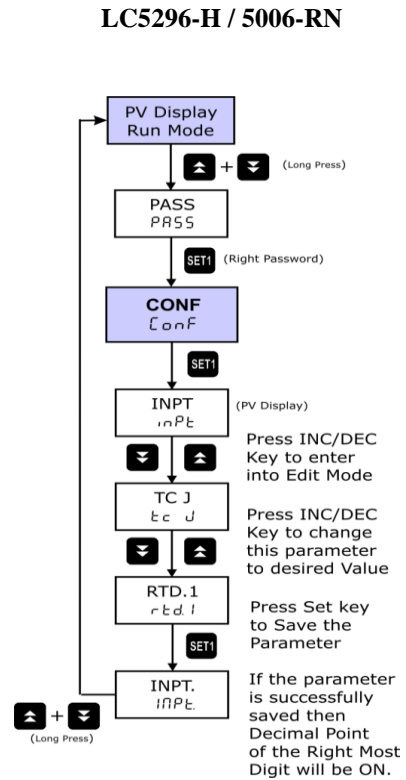 LC5296-H / 5006-RN
PV Display
Run Mode
+ (Long Press)
PASS
PASS
SET1 (Right Password)
CONF
ConF
SET1
INPT (PV Display)
inPt
Press INC/DEC
Key to enter
into Edit Mode
TC J
tc J
Press INC/DEC
Key to change
this parameter
to desired Value
RTD.1
rtd.1
Press Set key
to Save the
Parameter
SET1
INPT.
INPt.
+
(Long Press)
If the parameter
is successfully
saved then
Decimal Point
of the Right Most
Digit will be ON.